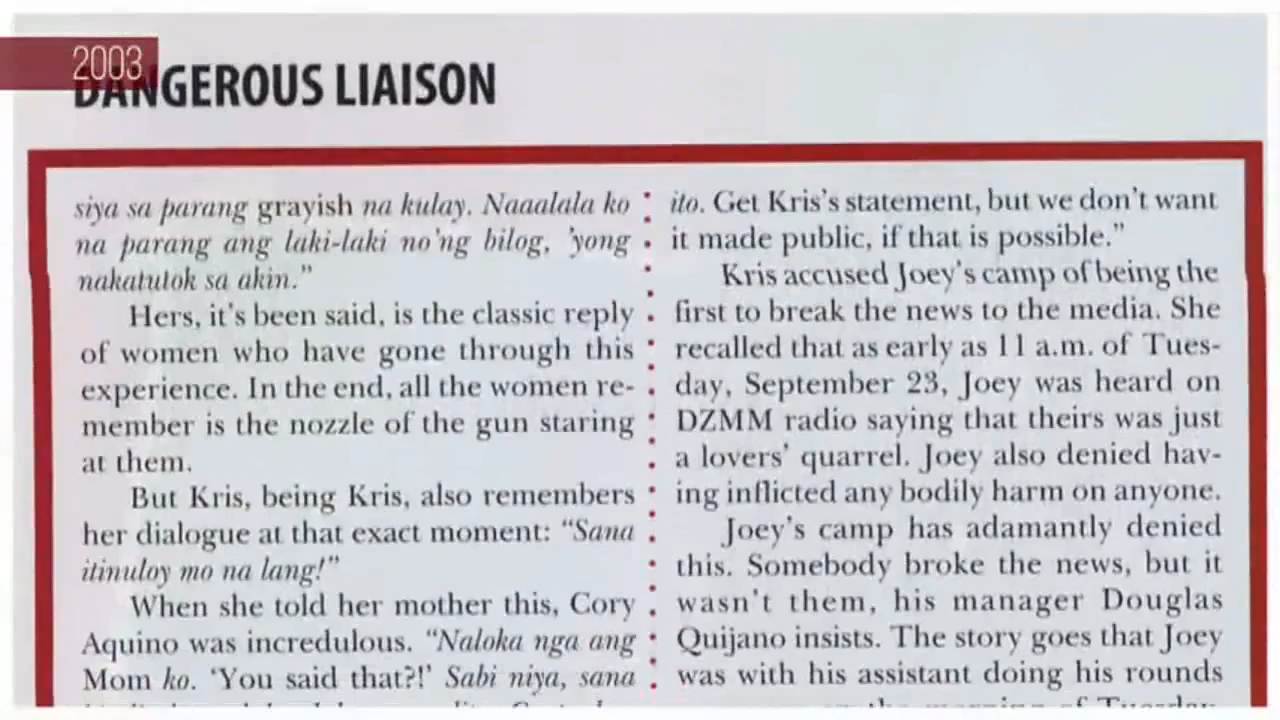 2003
DANGEROUS LIAISON
siya sa parang grayish na kulay. Naaalala ko
na parang ang laki-laki no'ng bilog, 'yong
nakatutok sa akin."
Hers, it's been said, is the classic reply
of women who have gone through this
experience. In the end, all the women re-
member is the nozzle of the gun staring
at them.
But Kris, being Kris, also remembers
her dialogue at that exact moment: "Sana
itinuloy mo na lang!"
When she told her mother this, Cory
Aquino was incredulous. "Naloka nga ang
Mom ko. 'You said that?!' Sabi niya, sana
ito. Get Kris's statement, but we don't want
it made public, if that is possible."
Kris accused Joey's camp of being the
first to break the news to the media. She
recalled that as early as 11 a.m. of Tues-
day, September 23, Joey was heard on
DZMM radio saying that theirs was just
a lovers' quarrel. Joey also denied hav-
ing inflicted any bodily harm on anyone.
Joey's camp has adamantly denied
this. Somebody broke the news, but it
wasn't them, his manager Douglas
Quijano insists. The story goes that Joey
was with his assistant doing his rounds